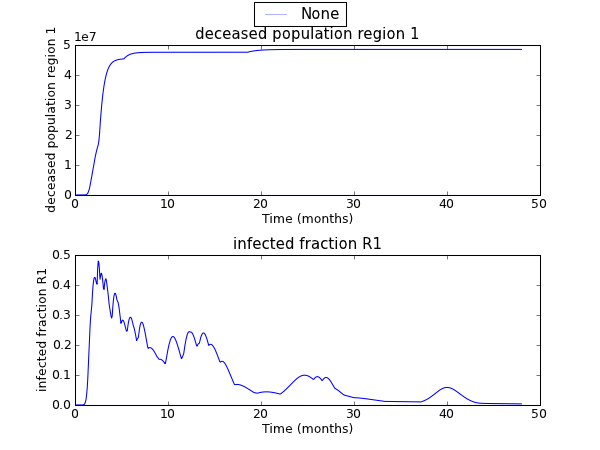 None
deceased population region 1
1e7
5
4
3
2
1
0
deceased population region 1
0 10 20 30 40 50
Time (months)
infected fraction R1
0.5
0.4
0.3
0.2
0.1
0.0
infected fraction R1
0 10 20 30 40 50
Time (months)